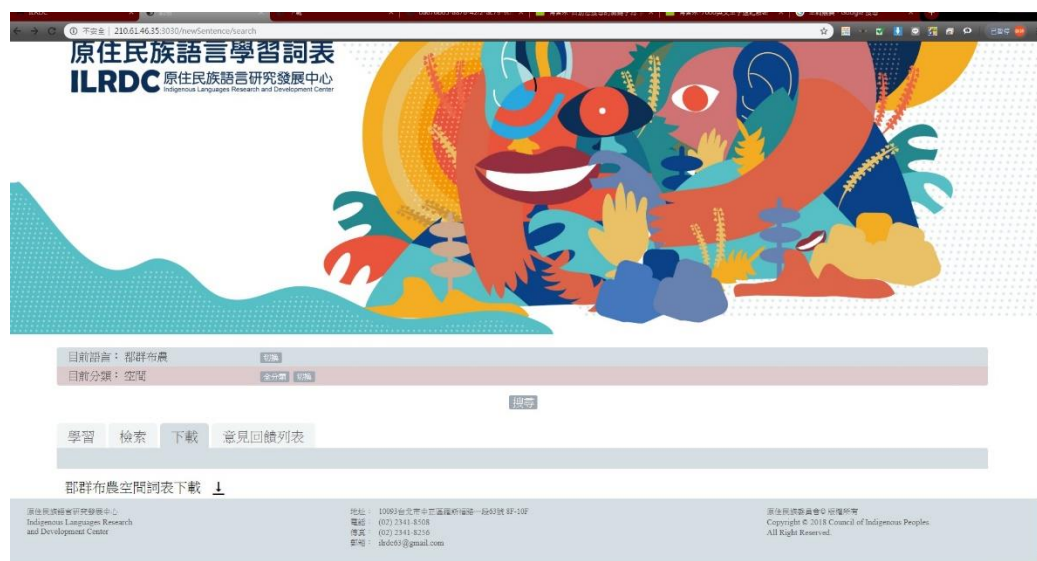 不安全 | 210.61.46.35:3030/newSentence/search
原住民族語言學習詞表
ILRDC 原住民族語言研究發展中心
Indigenous Languages Research and Development Center
目前語言： 郡群布農 切換
目前分類： 空間 全分類 切換
搜尋
學習 檢索 下載 意見回饋列表
郡群布農空間詞表下載
原住民族語言研究發展中心
Indigenous Languages Research
and Development Center
地址： 10093台北市中正區羅斯福路一段63號 8F-10F
電話： (02) 2341-8508
傳真： (02) 2341-8256
郵箱： ilrdc63@gmail.com
原住民族委員會© 版權所有
Copyright © 2018 Council of Indigenous Peoples.
All Right Reserved.